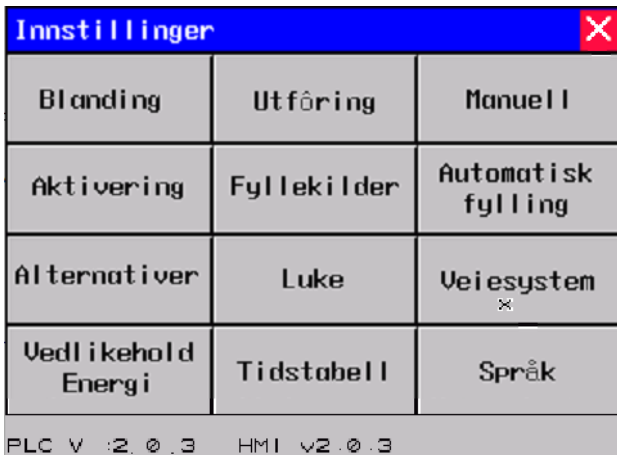 Innstillinger
Blanding
Utfôring
Manuell
Aktivering
Fyllekilder
Automatisk
fylling
Alternativer
Luke
Veiesystem
Vedlikehold
Energi
Tidstabell
Språk
PLC V :2.0.3 HMI v2.0.3